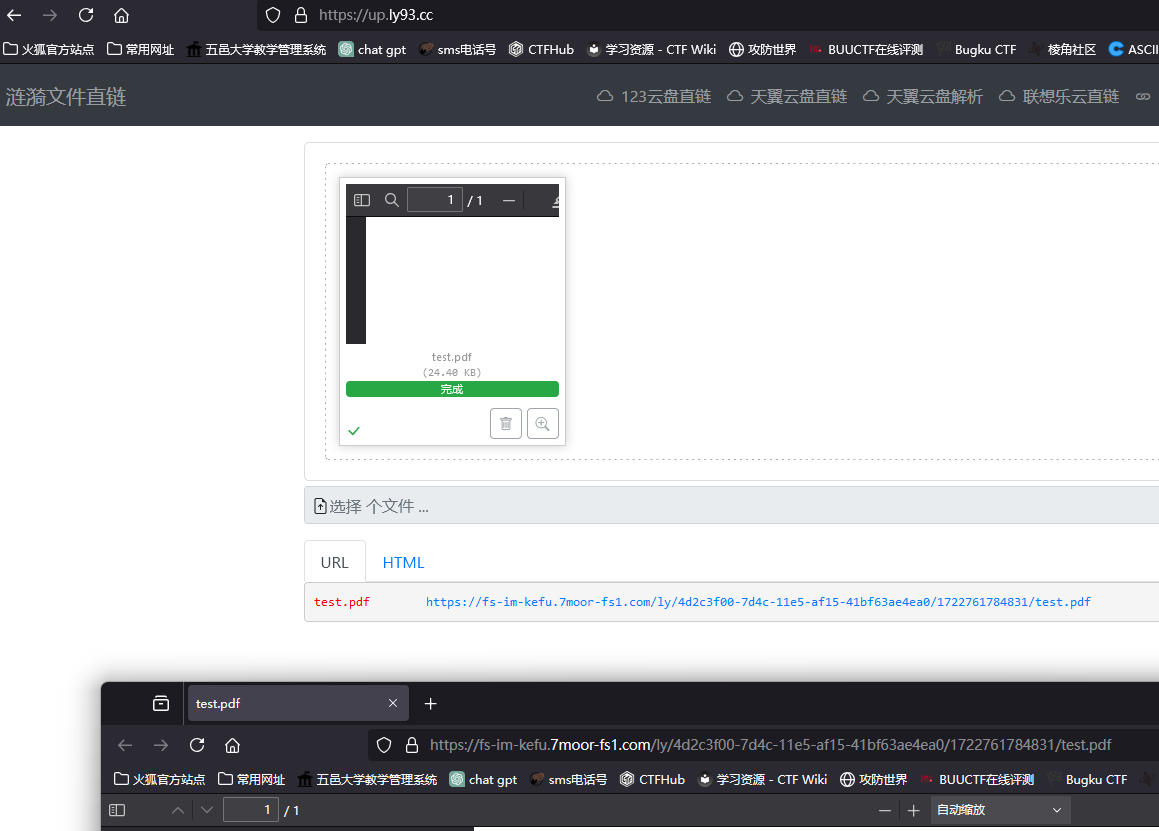 https://up.ly93.cc
火狐官方站点 常用网址 五邑大学教学管理系统 chat gpt sms电话号 CTFHub 学习资源 - CTF Wiki 攻防世界 BUUCTF在线评测 Bugku CTF 棱角社区 ASCII
涟漪文件直链 123云盘直链 天翼云盘直链 天翼云盘解析 联想乐云直链
1 / 1
test.pdf
(24.40 KB)
完成
选择 个文件 ...
URL HTML
test.pdf https://fs-im-kefu.7moor-fs1.com/ly/4d2c3f00-7d4c-11e5-af15-41bf63ae4ea0/1722761784831/test.pdf
test.pdf
https://fs-im-kefu.7moor-fs1.com/ly/4d2c3f00-7d4c-11e5-af15-41bf63ae4ea0/1722761784831/test.pdf
火狐官方站点 常用网址 五邑大学教学管理系统 chat gpt sms电话号 CTFHub 学习资源 - CTF Wiki 攻防世界 BUUCTF在线评测 Bugku CTF
1 / 1 自动缩放